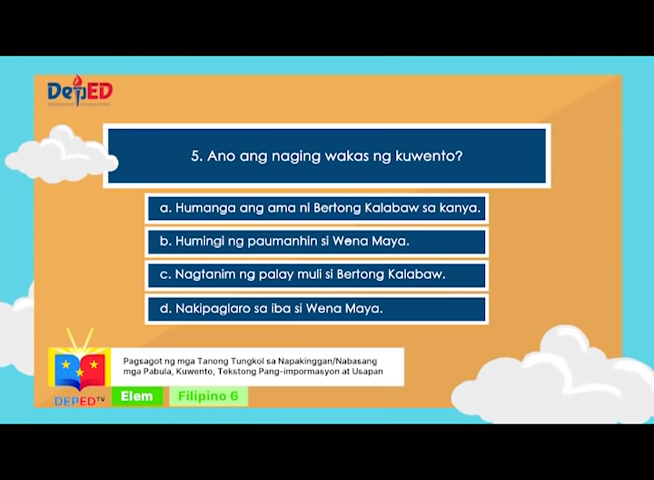 DepED
5. Ano ang naging wakas ng kuwento?
a. Humanga ang ama ni Bertong Kalabaw sa kanya.
b. Humingi ng paumanhin si Wena Maya.
c. Nagtanim ng palay muli si Bertong Kalabaw.
d. Nakipaglaro sa iba si Wena Maya.
Pagsagot ng mga Tanong Tungkol sa Napakinggan/Nabasang
mga Pabula, Kuwento, Tekstong Pang-impormasyon at Usapan
DEPED TV
Elem
Filipino 6